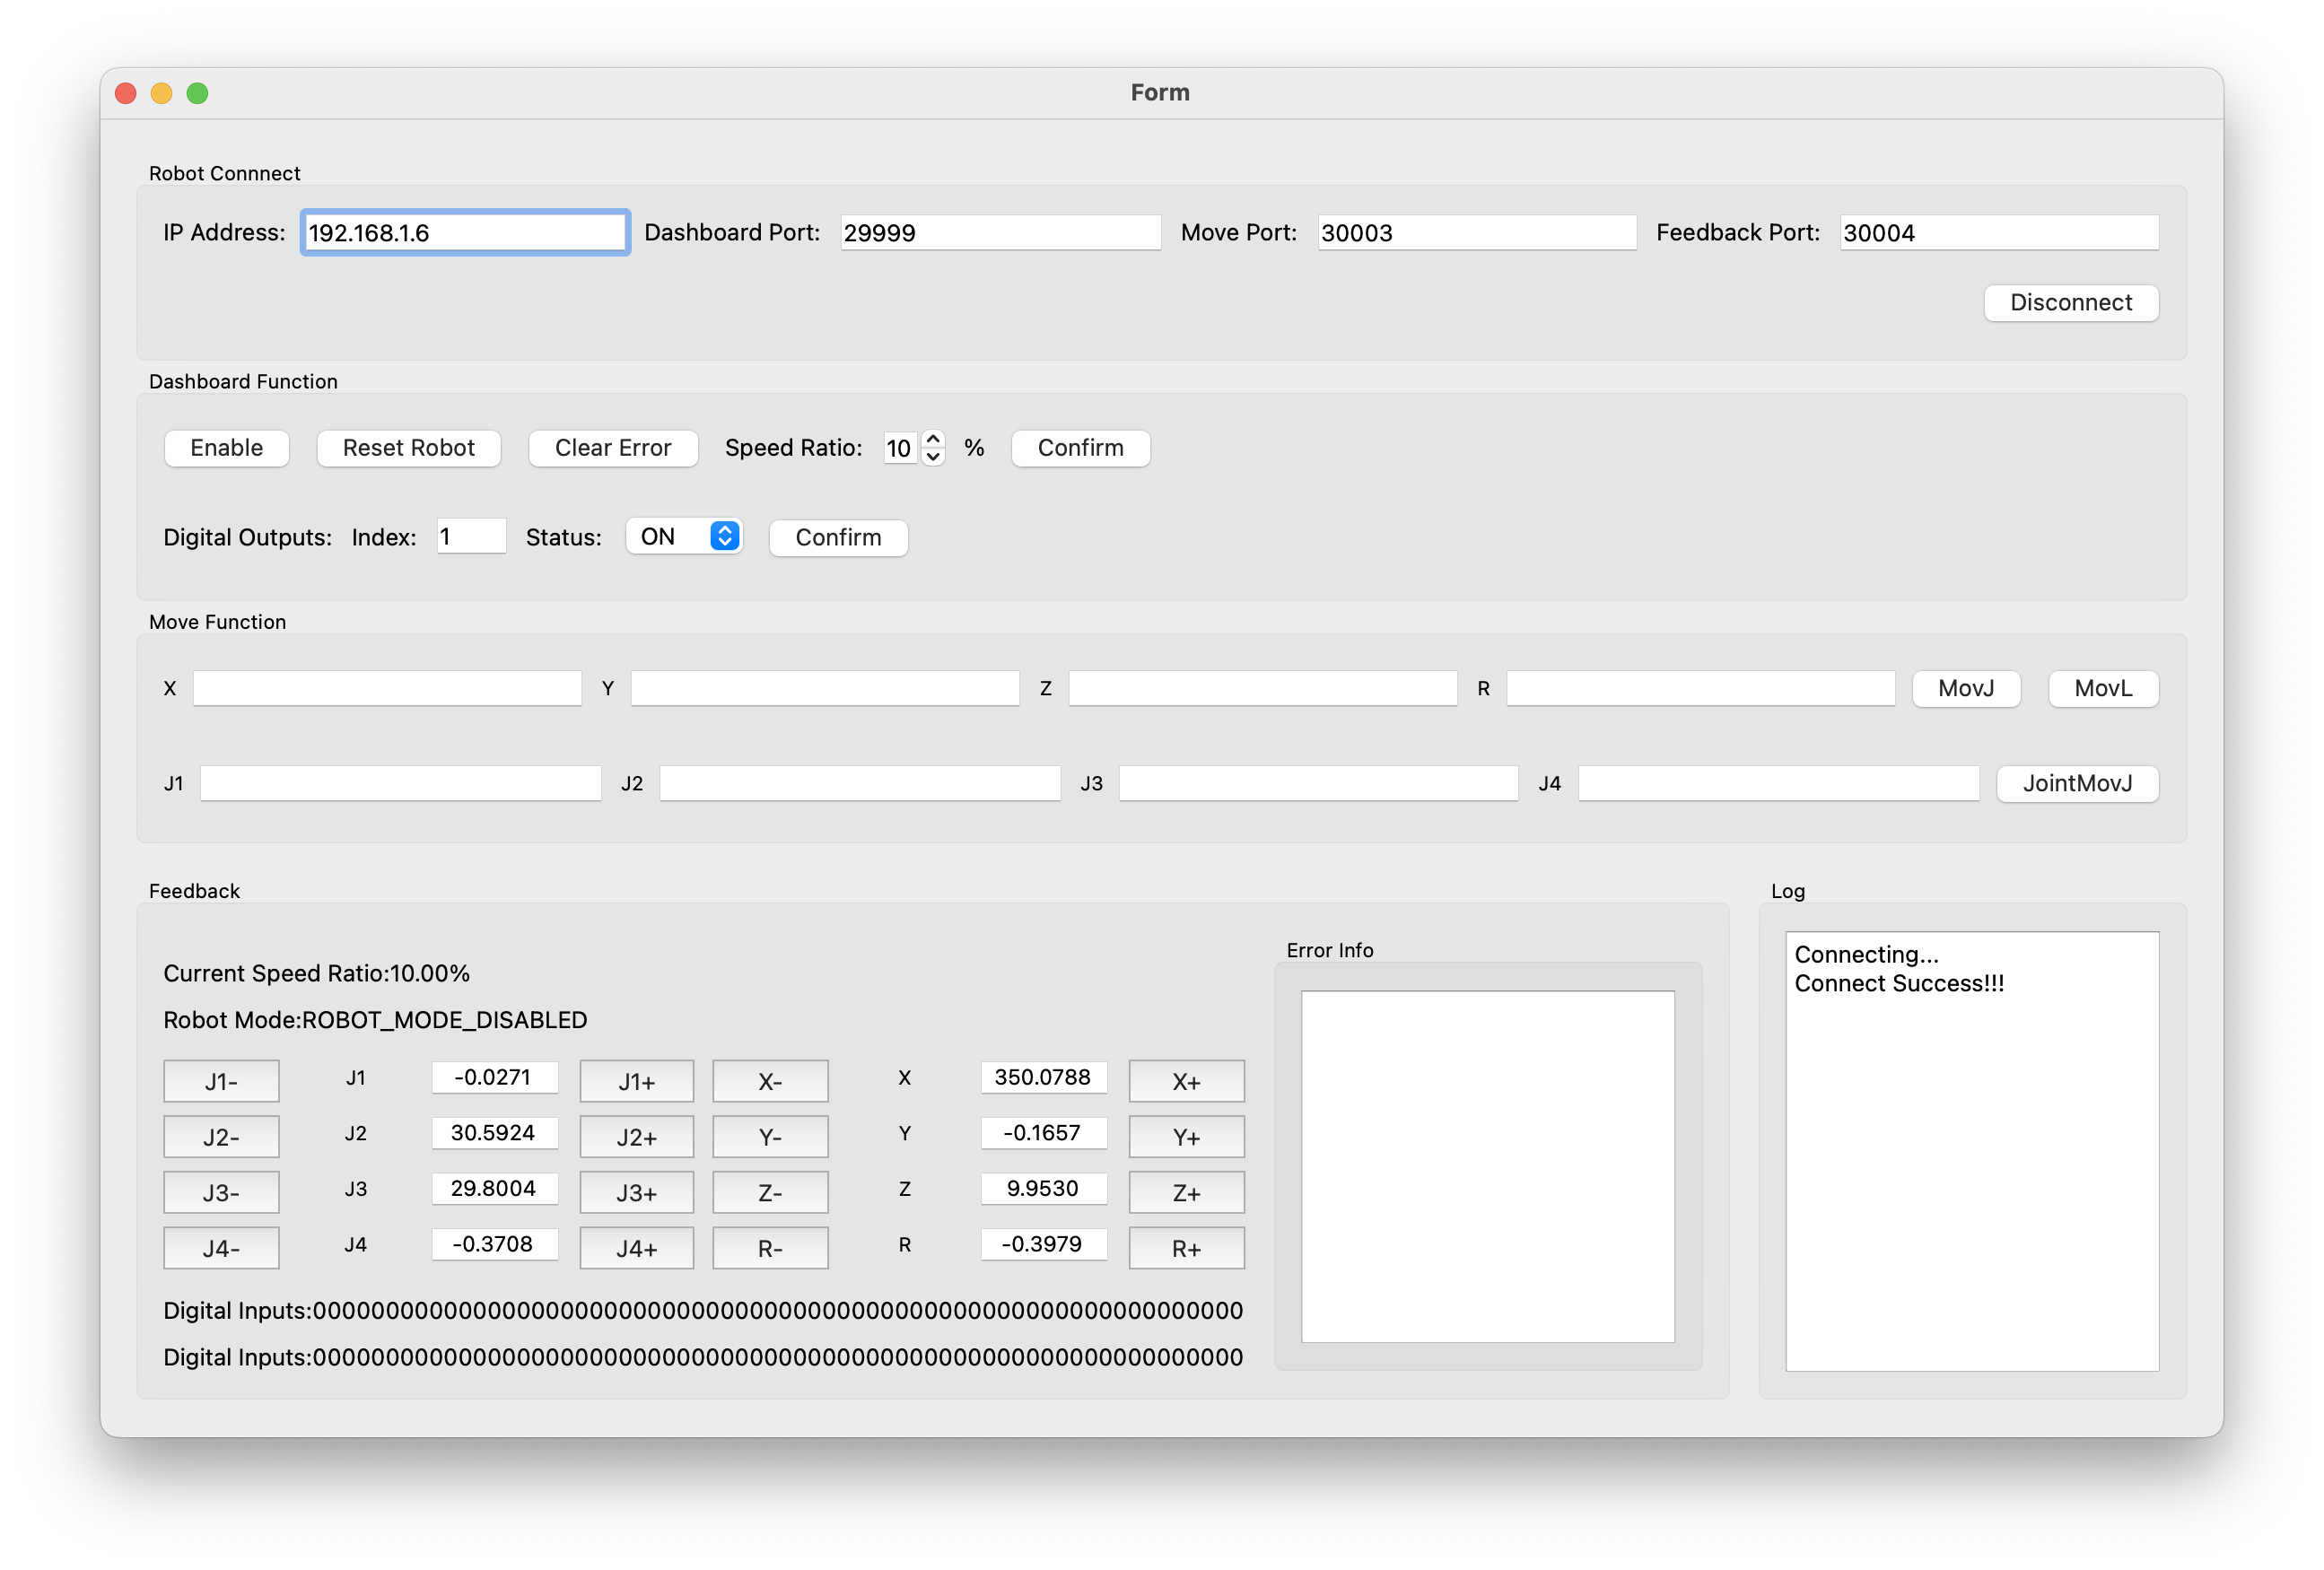 Form
Robot Connnect
IP Address: 192.168.1.6 Dashboard Port: 29999 Move Port: 30003 Feedback Port: 30004
Disconnect
Dashboard Function
Enable Reset Robot Clear Error Speed Ratio: 10 % Confirm
Digital Outputs: Index: 1 Status: ON Confirm
Move Function
X Y Z R MovJ MovL
J1 J2 J3 J4 JointMovJ
Feedback
Current Speed Ratio:10.00%
Robot Mode:ROBOT_MODE_DISABLED
J1- J1 -0.0271 J1+ X- X 350.0788 X+
J2- J2 30.5924 J2+ Y- Y -0.1657 Y+
J3- J3 29.8004 J3+ Z- Z 9.9530 Z+
J4- J4 -0.3708 J4+ R- R -0.3979 R+
Digital Inputs:0000000000000000000000000000000000000000000000000000000000000000
Digital Inputs:0000000000000000000000000000000000000000000000000000000000000000
Error Info
Log
Connecting...
Connect Success!!!